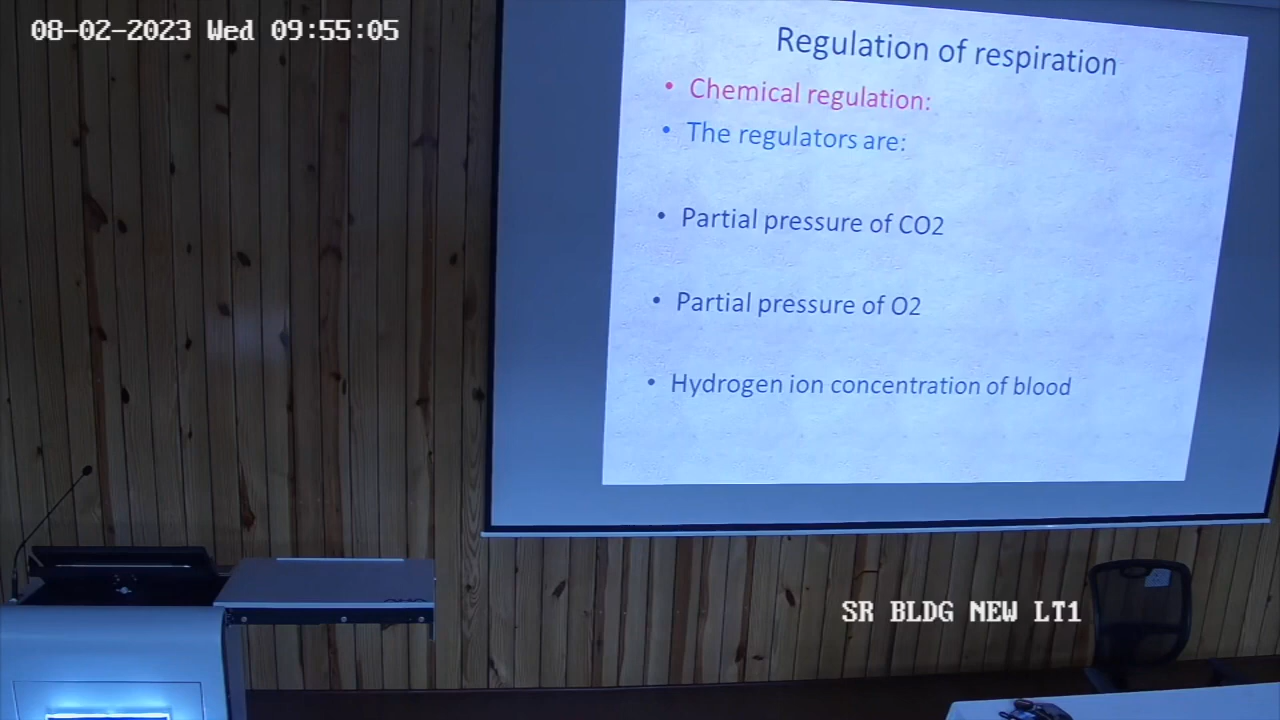 08-02-2023 Wed 09:55:05
Regulation of respiration
• Chemical regulation:
• The regulators are:
• Partial pressure of CO2
• Partial pressure of O2
• Hydrogen ion concentration of blood
SR BLDG NEW LT1